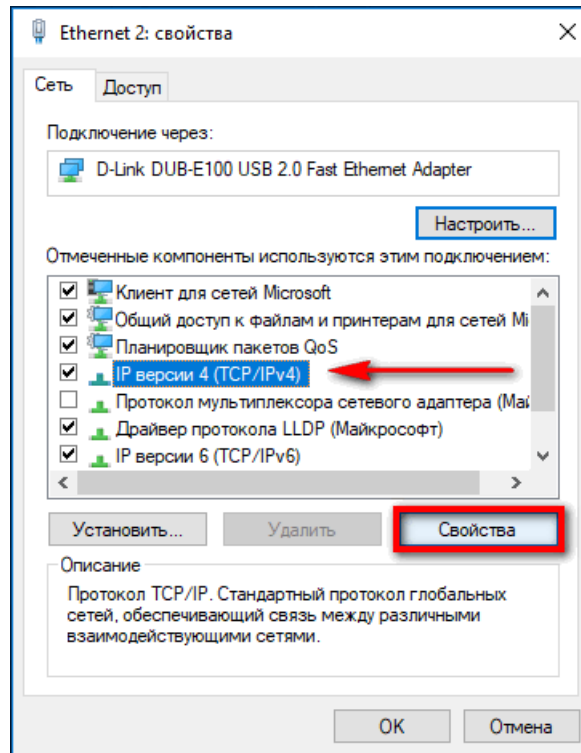 Ethernet 2: свойства
Сеть Доступ
Подключение через:
D-Link DUB-E100 USB 2.0 Fast Ethernet Adapter
Настроить...
Отмеченные компоненты используются этим подключением:
Клиент для сетей Microsoft
Общий доступ к файлам и принтерам для сетей Mi
Планировщик пакетов QoS
IP версии 4 (TCP/IPv4)
Протокол мультиплексора сетевого адаптера (Май
Драйвер протокола LLDP (Майкрософт)
IP версии 6 (TCP/IPv6)
Установить... Удалить Свойства
Описание
Протокол TCP/IP. Стандартный протокол глобальных
сетей, обеспечивающий связь между различными
взаимодействующими сетями.
OK Отмена